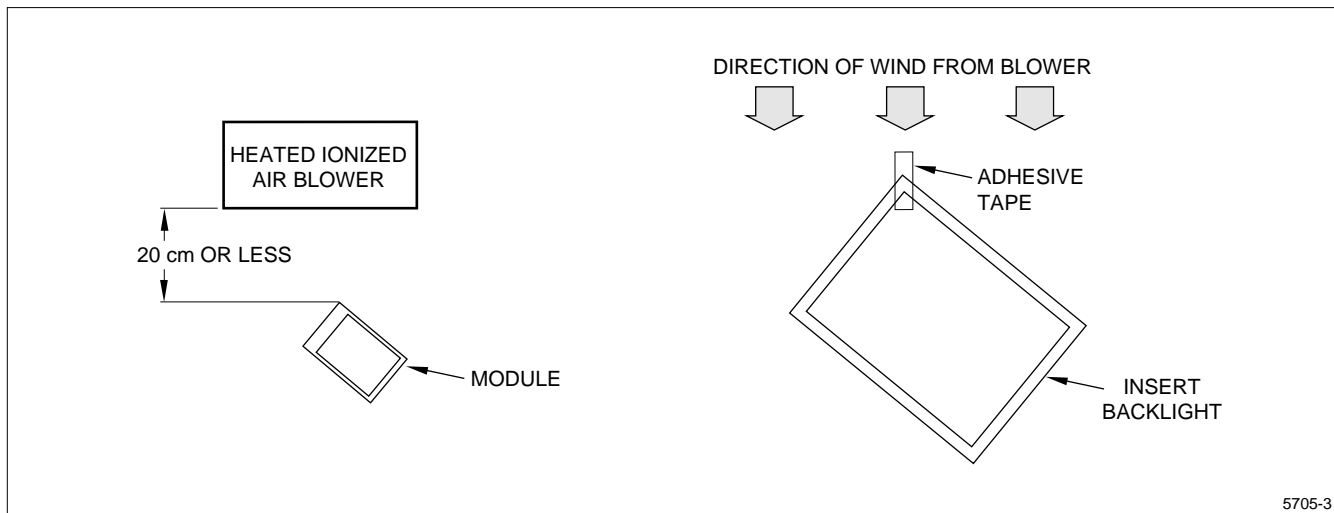 HEATED IONIZED
AIR BLOWER
20 cm OR LESS
MODULE
DIRECTION OF WIND FROM BLOWER
ADHESIVE
TAPE
INSERT
BACKLIGHT
5705-3